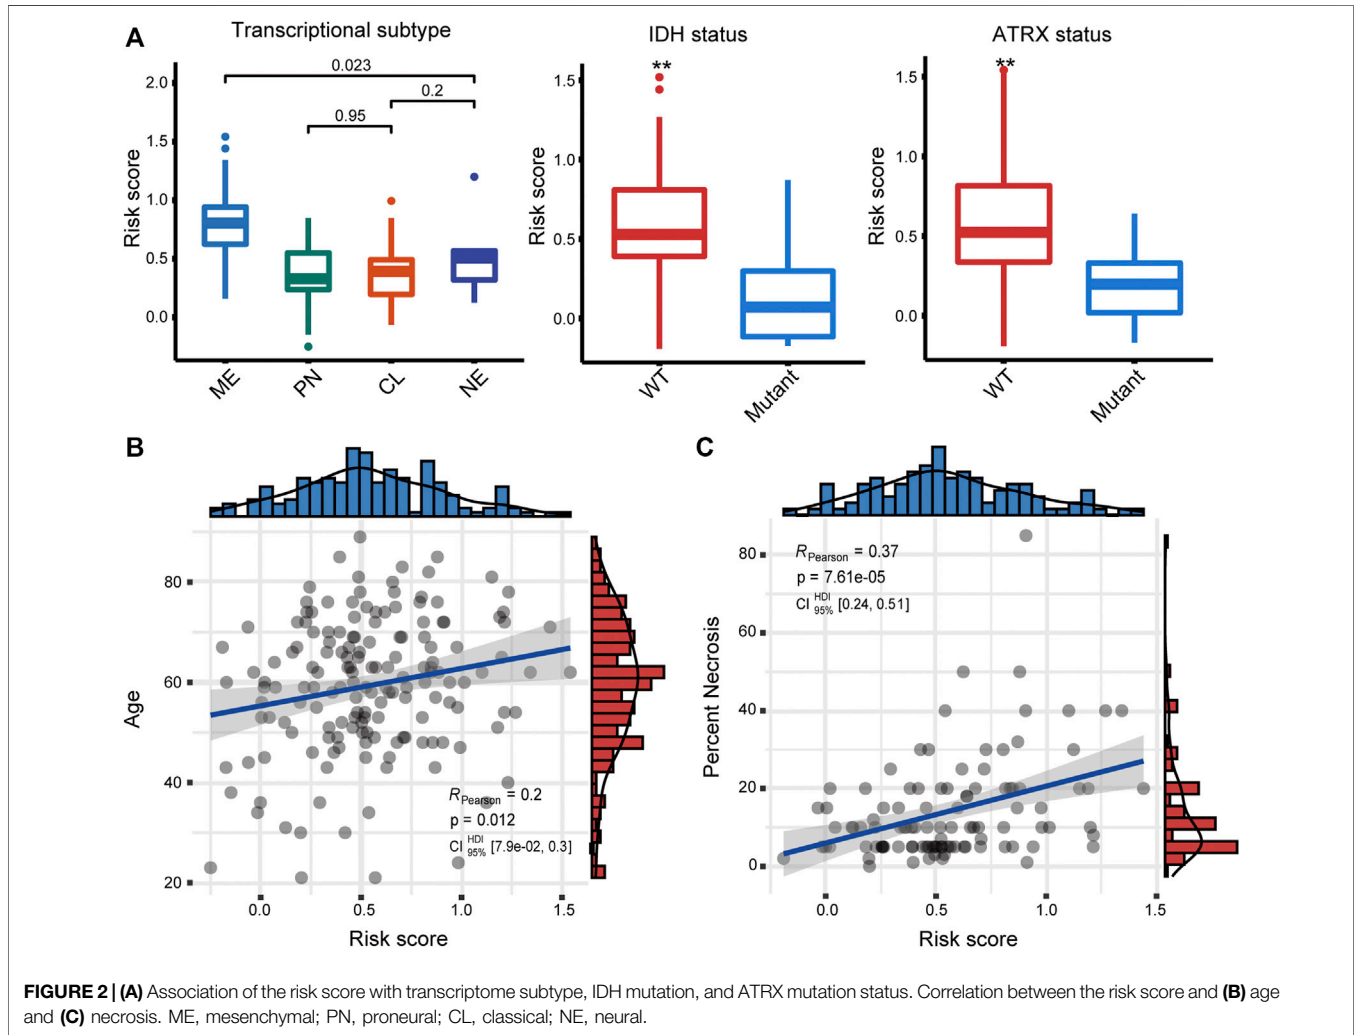 A
Transcriptional subtype
Risk score
2.0
1.5
1.0
0.5
0.0
0.023
0.2
0.95
ME
PN
CL
NE
IDH status
Risk score
1.5
1.0
0.5
0.0
**
WT
Mutant
ATRX status
Risk score
1.5
1.0
0.5
0.0
**
WT
Mutant
B
Age
80
60
40
20
R Pearson = 0.2
p = 0.012
CI HDI 95% [7.9e-02, 0.3]
0.0
0.5
1.0
1.5
Risk score
C
Percent Necrosis
80
60
40
20
0
R Pearson = 0.37
p = 7.61e-05
CI HDI 95% [0.24, 0.51]
0.0
0.5
1.0
1.5
Risk score
FIGURE 2 | (A) Association of the risk score with transcriptome subtype, IDH mutation, and ATRX mutation status. Correlation between the risk score and (B) age
and (C) necrosis. ME, mesenchymal; PN, proneural; CL, classical; NE, neural.